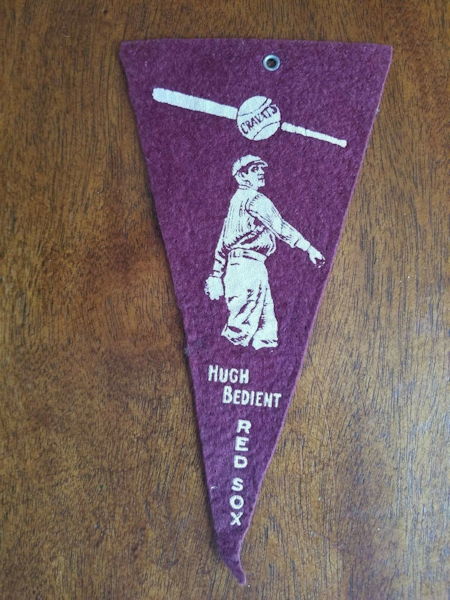 CRAVATS
HUGH
BEDIENT
RED SOX